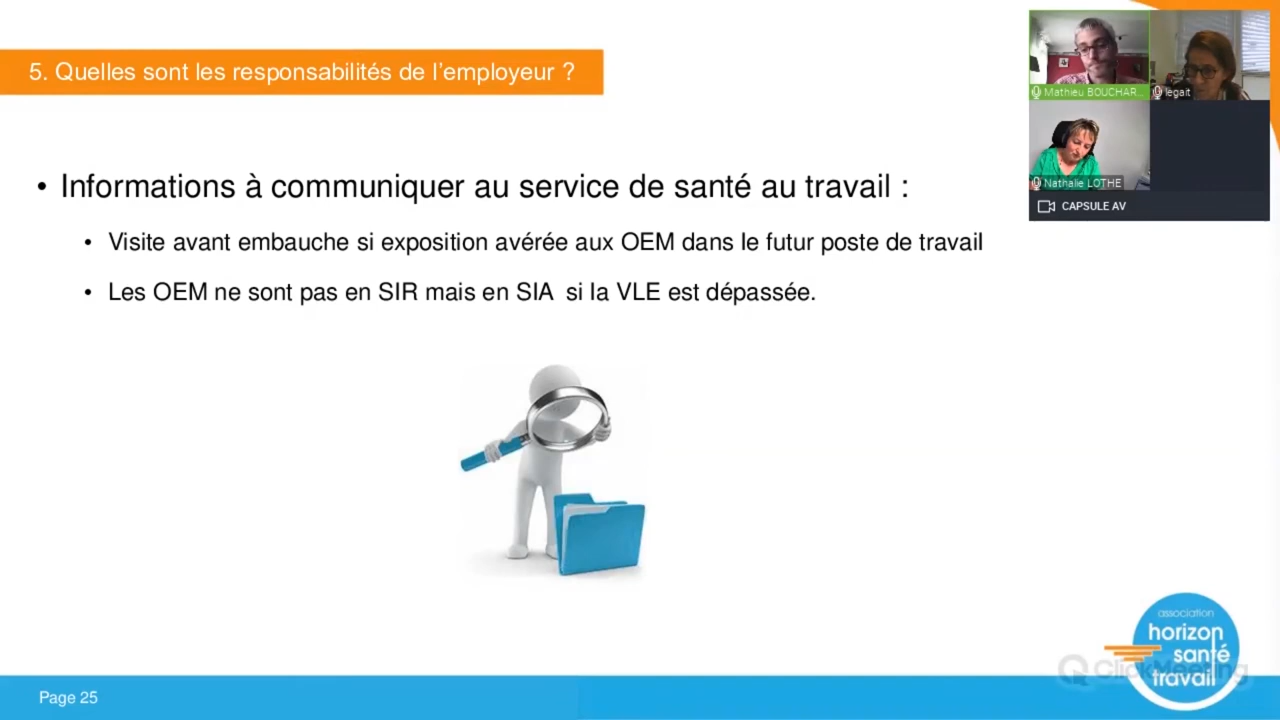 5. Quelles sont les responsabilités de l'employeur ?
• Informations à communiquer au service de santé au travail :
• Visite avant embauche si exposition avérée aux OEM dans le futur poste de travail
• Les OEM ne sont pas en SIR mais en SIA si la VLE est dépassée.
Mathieu BOUCHAR...
legait
Nathalie LOTHE
CAPSULE AV
association
horizon
santé
travail
ClickMeeting
Page 25